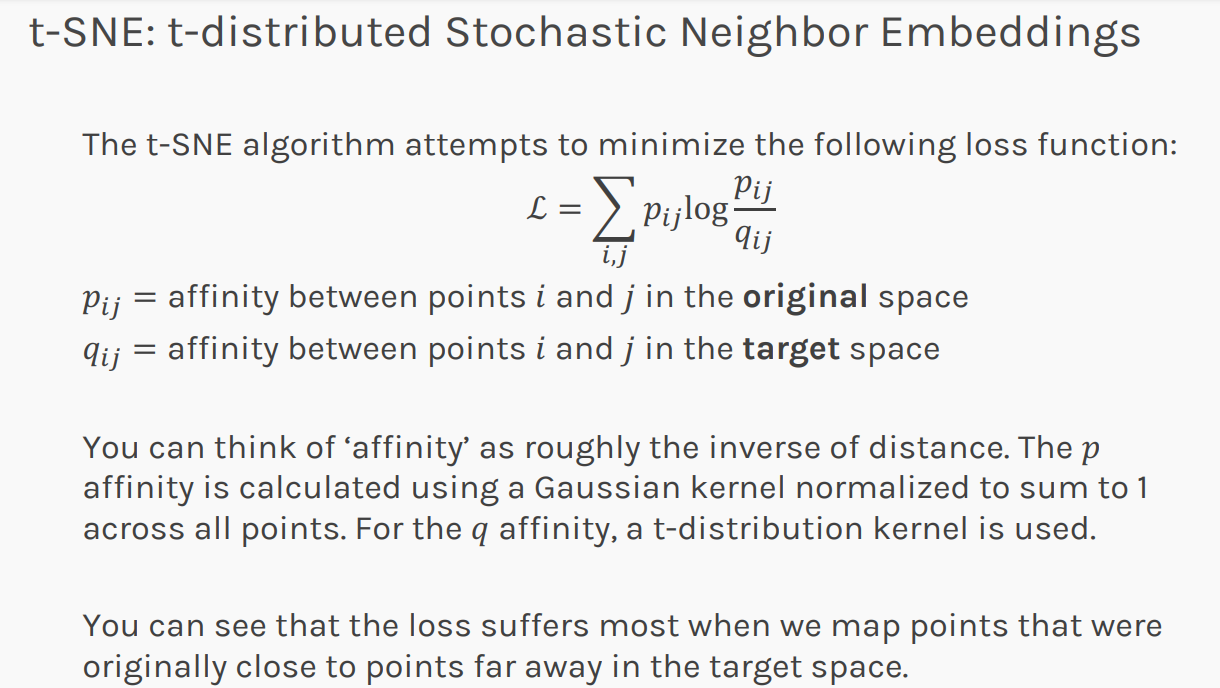 t-SNE: t-distributed Stochastic Neighbor Embeddings
The t-SNE algorithm attempts to minimize the following loss function:
ℒ = ∑_{i,j} p_{ij} log \frac{p_{ij}}{q_{ij}}
p_{ij} = affinity between points i and j in the original space
q_{ij} = affinity between points i and j in the target space
You can think of ‘affinity’ as roughly the inverse of distance. The p
affinity is calculated using a Gaussian kernel normalized to sum to 1
across all points. For the q affinity, a t-distribution kernel is used.
You can see that the loss suffers most when we map points that were
originally close to points far away in the target space.